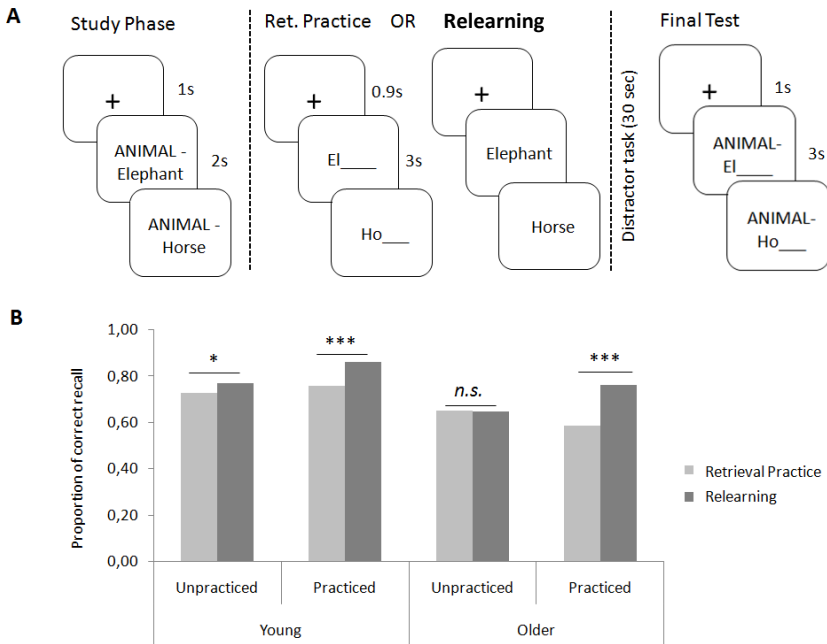 A
Study Phase
Ret. Practice OR Relearning
Final Test
+
1s
ANIMAL -
Elephant
2s
ANIMAL -
Horse
+
0.9s
El____
3s
Ho___
+
Elephant
Horse
Distractor task (30 sec)
+
1s
ANIMAL-
El____
3s
ANIMAL-
Ho___
B
Proportion of correct recall
1,00
0,80
0,60
0,40
0,20
0,00
*
***
n.s.
***
Retrieval Practice
Relearning
Unpracticed
Practiced
Unpracticed
Practiced
Young
Older